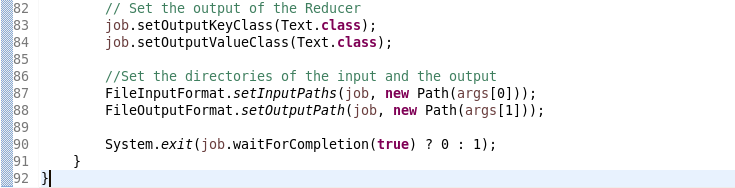 82 // Set the output of the Reducer
83 job.setOutputKeyClass(Text.class);
84 job.setOutputValueClass(Text.class);
85
86 //Set the directories of the input and the output
87 FileInputFormat.setInputPaths(job, new Path(args[0]));
88 FileOutputFormat.setOutputPath(job, new Path(args[1]));
89
90 System.exit(job.waitForCompletion(true) ? 0 : 1);
91 }
92 }